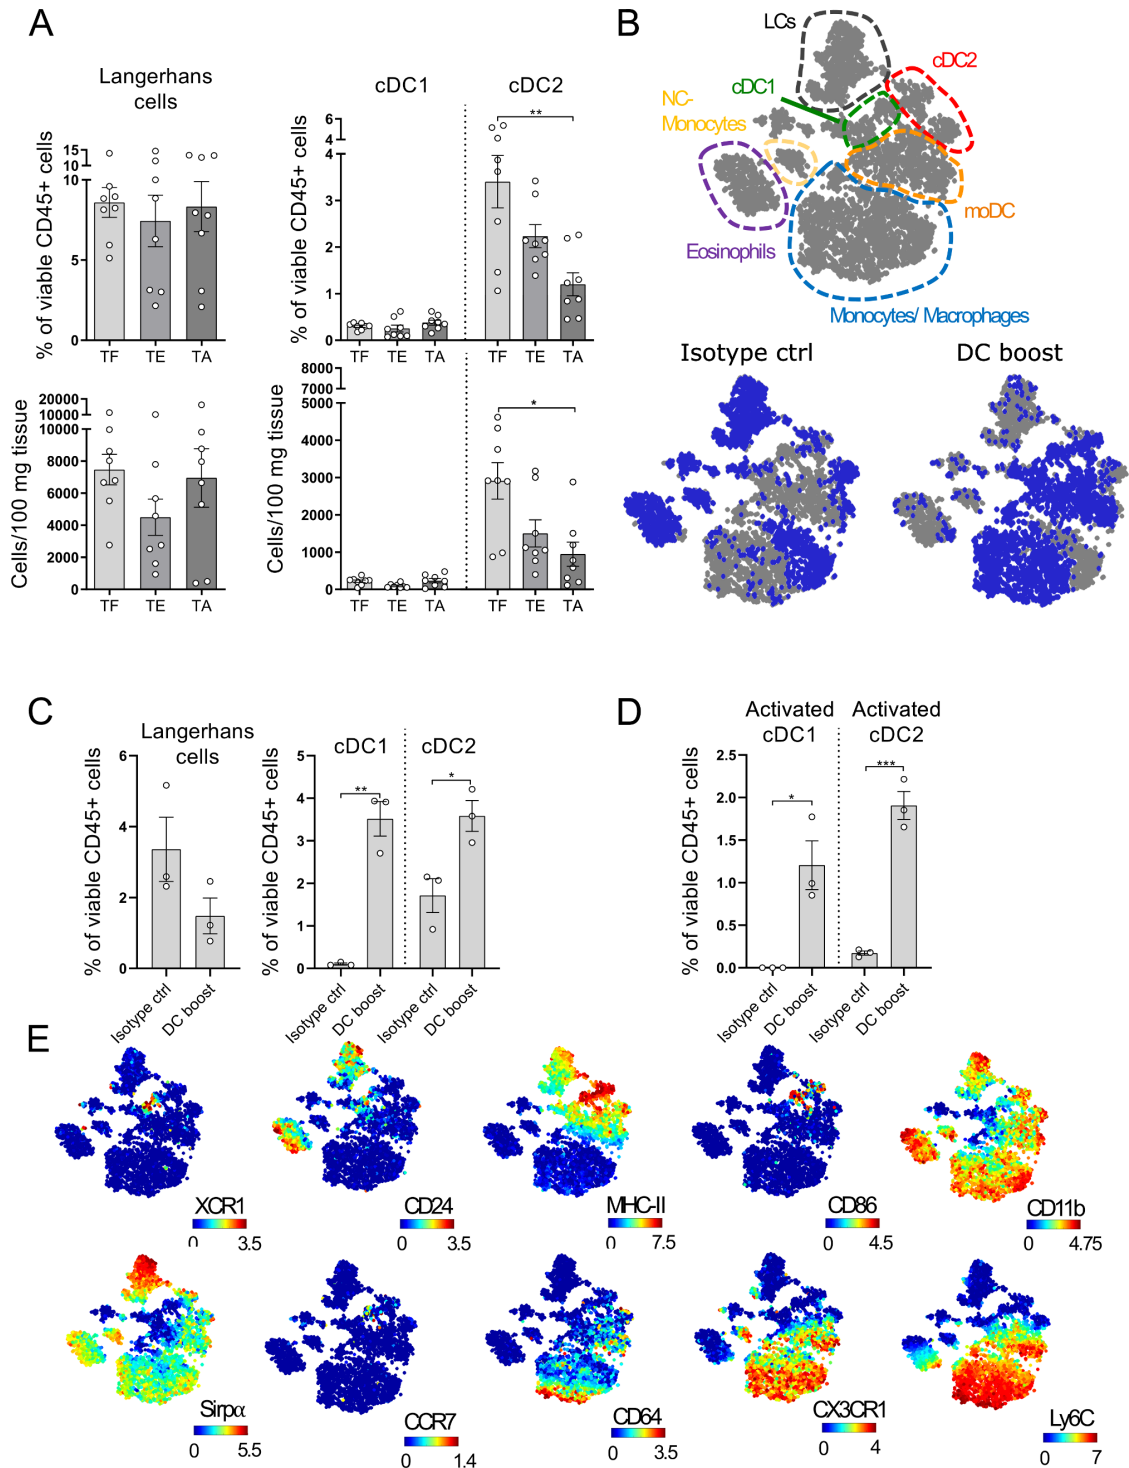 A
Langerhans
cells
cDC1
cDC2
% of viable CD45+ cells
15
10
5
0
TF
TE
TA
% of viable CD45+ cells
6
4
4
3
2
1
0
**
TF
TE
TA
TF
TE
TA
Cells/100 mg tissue
20000
10000
8000
6000
4000
2000
0
TF
TE
TA
Cells/100 mg tissue
8000
7000
5000
4000
3000
2000
1000
0
*
TF
TE
TA
TF
TE
TA
B
LCs
cDC2
cDC1
NC-
Monocytes
moDC
Eosinophils
Monocytes/ Macrophages
Isotype ctrl
DC boost
C
Langerhans
cells
% of viable CD45+ cells
6
4
2
0
Isotype ctrl
DC boost
cDC1
cDC2
% of viable CD45+ cells
5
4
3
2
1
0
**
*
Isotype ctrl
DC boost
Isotype ctrl
DC boost
D
Activated
cDC1
Activated
cDC2
% of viable CD45+ cells
2.5
2.0
1.5
1.0
0.5
0.0
*
***
Isotype ctrl
DC boost
Isotype ctrl
DC boost
E
XCR1
0 3.5
CD24
0 3.5
MHC-II
0 7.5
CD86
0 4.5
CD11b
0 4.75
Sirpα
0 5.5
CCR7
0 1.4
CD64
0 3.5
CX3CR1
0 4
Ly6C
0 7